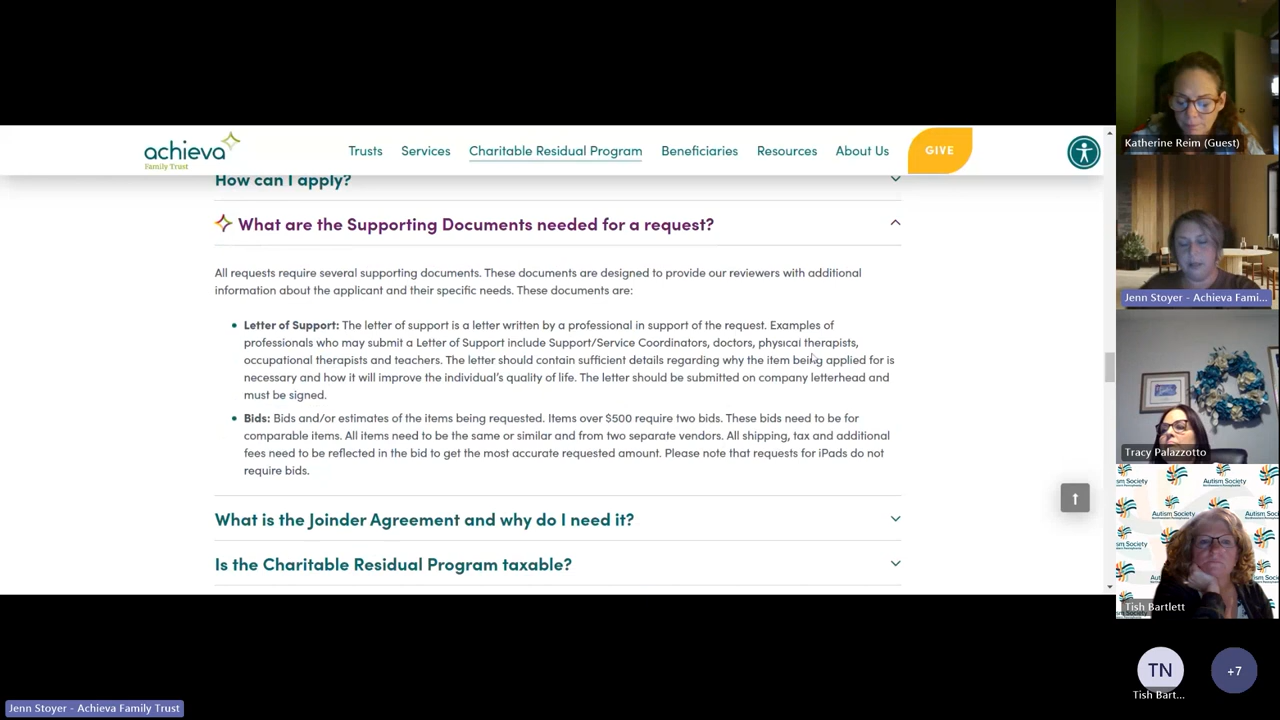 achieva
Family Trust
Trusts
Services
Charitable Residual Program
Beneficiaries
Resources
About Us
GIVE
How can I apply?
What are the Supporting Documents needed for a request?
All requests require several supporting documents. These documents are designed to provide our reviewers with additional
information about the applicant and their specific needs. These documents are:
Letter of Support: The letter of support is a letter written by a professional in support of the request. Examples of
professionals who may submit a Letter of Support include Support/Service Coordinators, doctors, physical therapists,
occupational therapists and teachers. The letter should contain sufficient details regarding why the item being applied for is
necessary and how it will improve the individual's quality of life. The letter should be submitted on company letterhead and
must be signed.
Bids: Bids and/or estimates of the items being requested. Items over $500 require two bids. These bids need to be for
comparable items. All items need to be the same or similar and from two separate vendors. All shipping, tax and additional
fees need to be reflected in the bid to get the most accurate requested amount. Please note that requests for iPads do not
require bids.
What is the Joinder Agreement and why do I need it?
Is the Charitable Residual Program taxable?
Katherine Reim (Guest)
Jenn Stoyer - Achieva Fami...
Tracy Palazzotto
Autism Society
Tish Bartlett
TN
Tish Bart...
+7
Jenn Stoyer - Achieva Family Trust